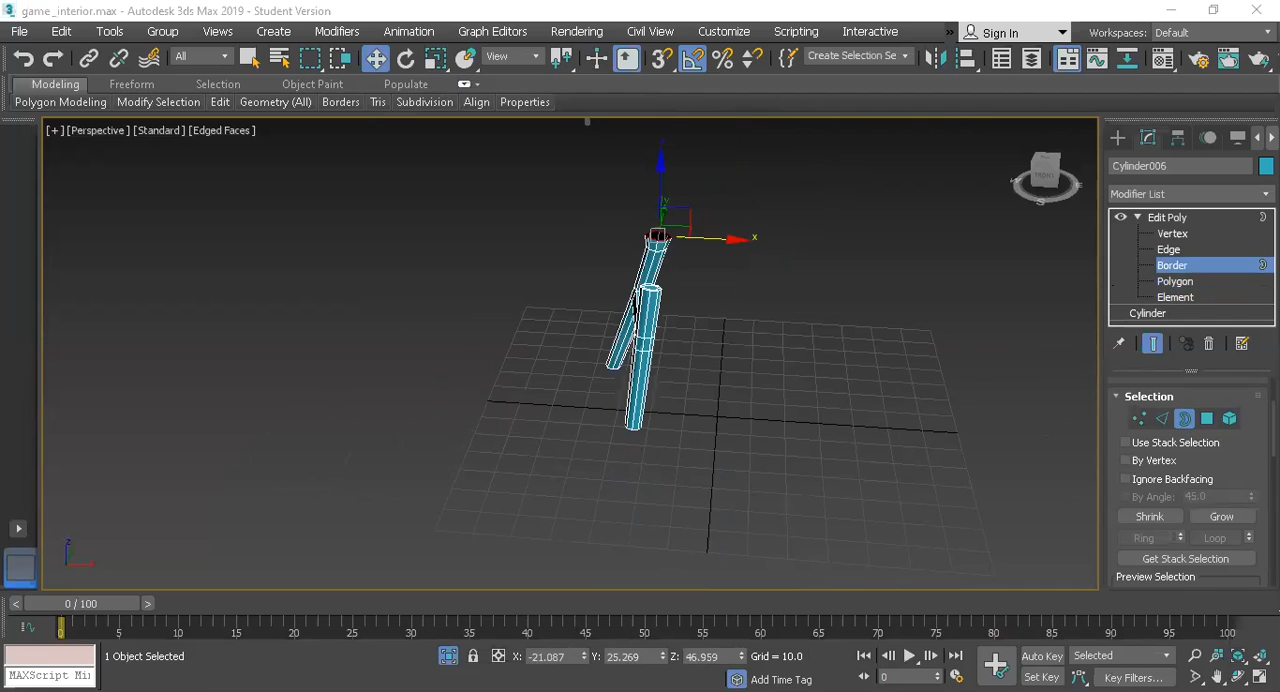 game_interior.max - Autodesk 3ds Max 2019 - Student Version
File Edit Tools Group Views Create Modifiers Animation Graph Editors Rendering Civil View Customize Scripting Interactive » Sign In Workspaces: Default
All View Create Selection Se
Modeling Freeform Selection Object Paint Populate
Polygon Modeling Modify Selection Edit Geometry (All) Borders Tris Subdivision Align Properties
[+] [Perspective] [Standard] [Edged Faces]
FRONT
S
y
x
z
Cylinder006
Modifier List
Edit Poly
Vertex
Edge
Border
Polygon
Element
Cylinder
Selection
Use Stack Selection
By Vertex
Ignore Backfacing
By Angle: 45.0
Shrink Grow
Ring Loop
Get Stack Selection
Preview Selection
< 0 / 100 >
0 5 10 15 20 25 30 35 40 45 50 55 60 65 70 75 80 85 90 95 100
1 Object Selected X: -21.087 Y: 25.269 Z: 46.959 Grid = 10.0 Auto Key Selected
MAXScript Mi Add Time Tag 0 Set Key Key Filters...